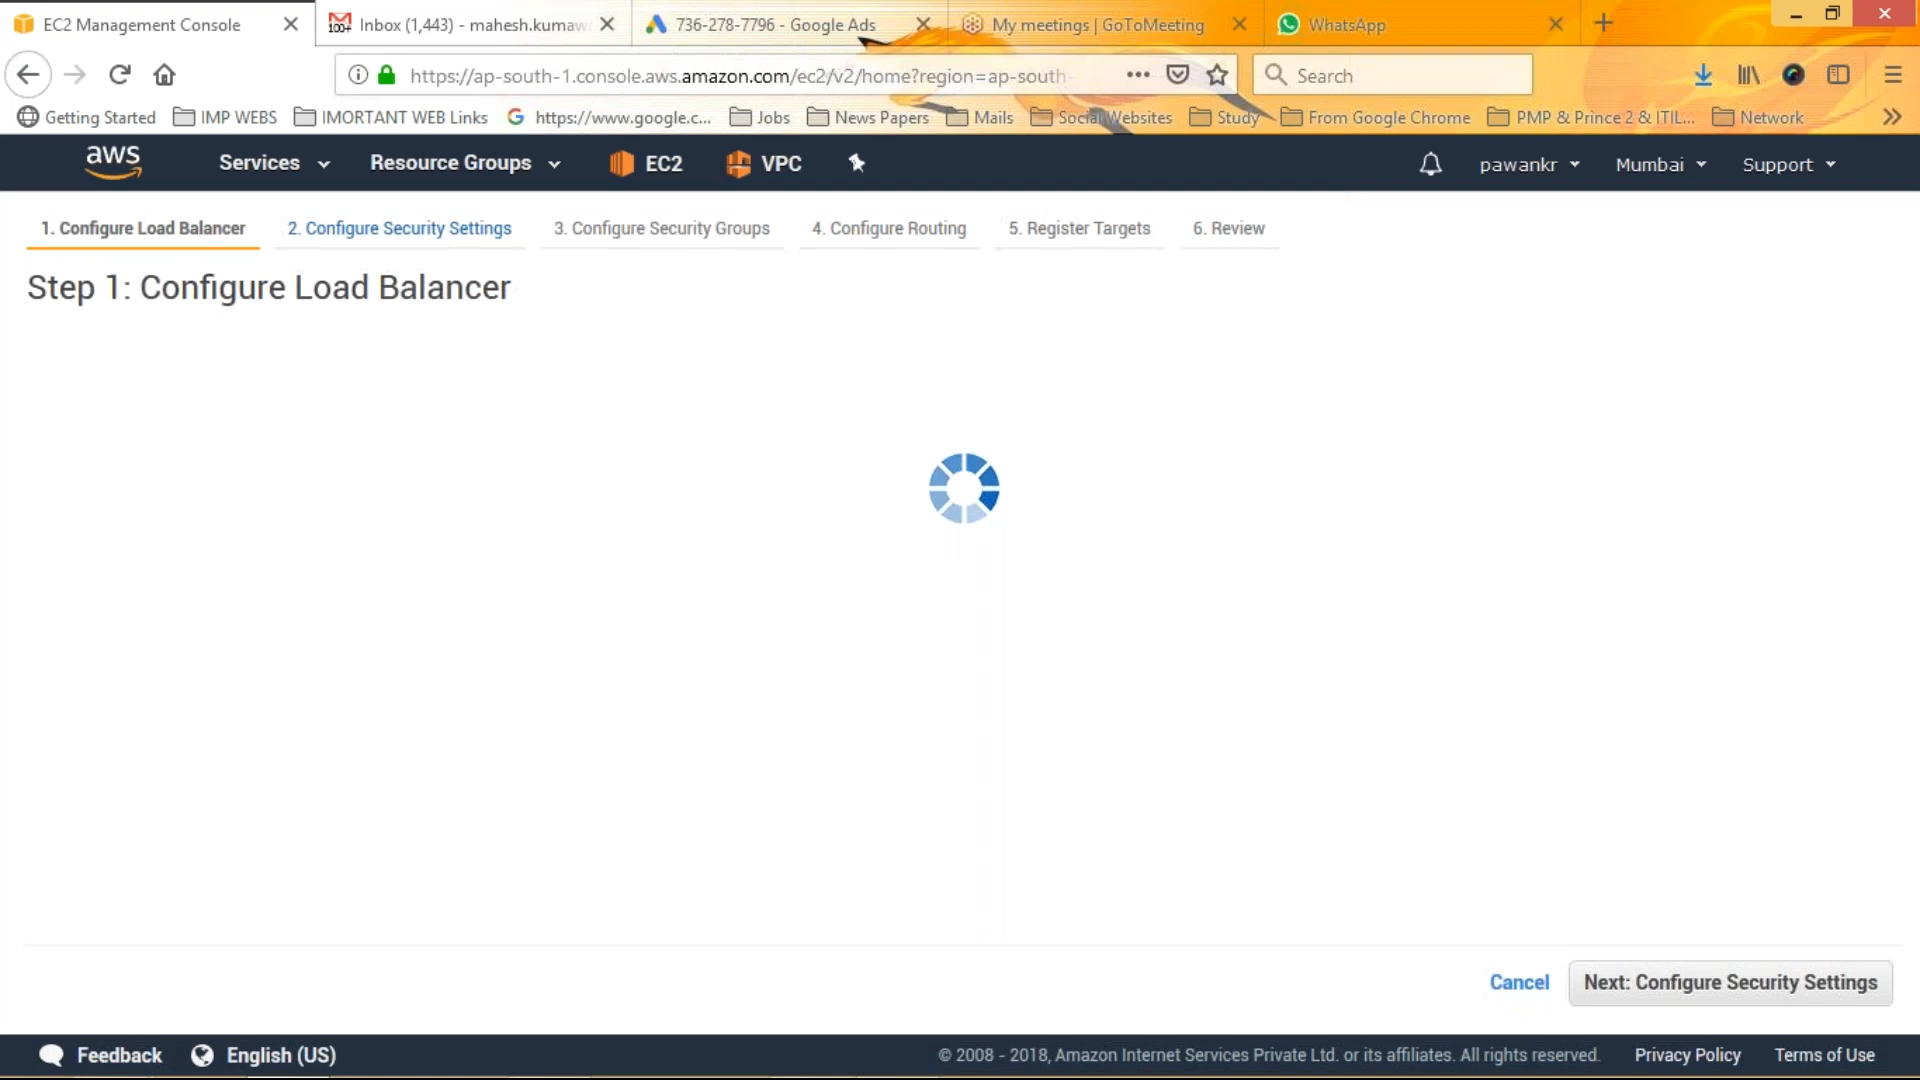 EC2 Management Console
100+ Inbox (1,443) - mahesh.kumaw
736-278-7796 - Google Ads
My meetings | GoToMeeting
WhatsApp
https://ap-south-1.console.aws.amazon.com/ec2/v2/home?region=ap-south-
Search
Getting Started
IMP WEBS
IMORTANT WEB Links
https://www.google.c...
Jobs
News Papers
Mails
Social Websites
Study
From Google Chrome
PMP & Prince 2 & ITIL...
Network
aws
Services
Resource Groups
EC2
VPC
pawankr
Mumbai
Support
1. Configure Load Balancer
2. Configure Security Settings
3. Configure Security Groups
4. Configure Routing
5. Register Targets
6. Review
Step 1: Configure Load Balancer
Cancel
Next: Configure Security Settings
Feedback
English (US)
© 2008 - 2018, Amazon Internet Services Private Ltd. or its affiliates. All rights reserved.
Privacy Policy
Terms of Use